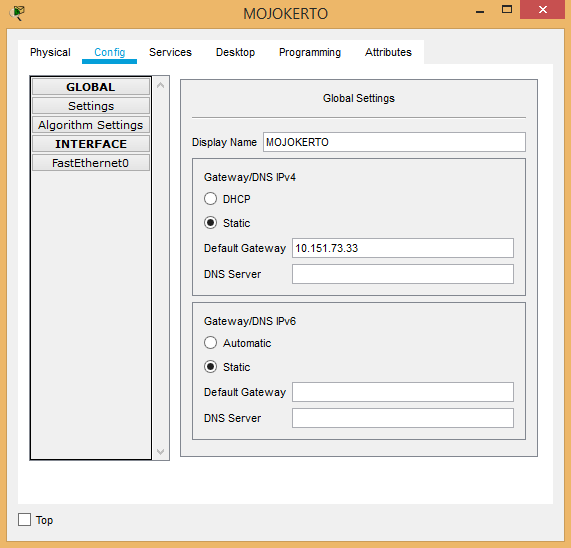 MOJOKERTO
Physical Config Services Desktop Programming Attributes
GLOBAL
Settings
Algorithm Settings
INTERFACE
FastEthernet0
Global Settings
Display Name MOJOKERTO
Gateway/DNS IPv4
DHCP
Static
Default Gateway 10.151.73.33
DNS Server
Gateway/DNS IPv6
Automatic
Static
Default Gateway
DNS Server
Top